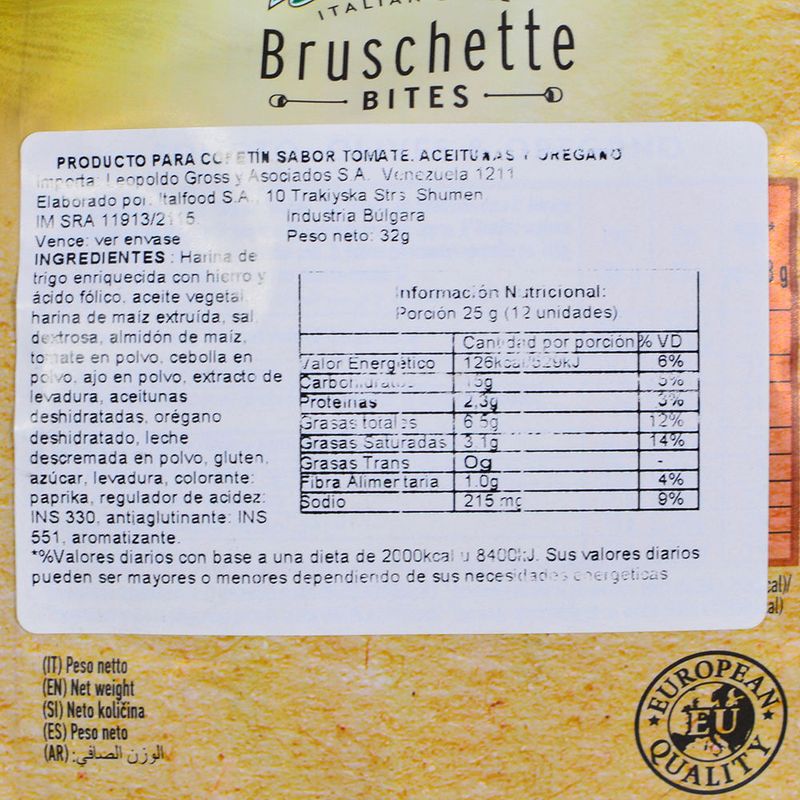 ITALIAN
Bruschette
BITES
PRODUCTO PARA COPETÍN SABOR TOMATE, ACEITUNAS Y OREGANO
Importa: Leopoldo Gross y Asociados S.A. Venezuela 1211
Elaborado por: Italfood S.A. 10 Trakiyska Strs Shumen
IM SRA 11913/2115
Industria Búlgara
Vence: ver envase
Peso neto: 32g
INGREDIENTES : Harina de
trigo enriquecida con hierro y
ácido fólico, aceite vegetal
harina de maíz extruída, sal,
dextrosa, almidón de maíz,
tomate en polvo, cebolla en
polvo, ajo en polvo, extracto de
levadura, aceitunas
deshidratadas, orégano
deshidratado, leche
descremada en polvo, gluten,
azúcar, levadura, colorante:
paprika, regulador de acidez:
INS 330, antiaglutinante: INS
551, aromatizante.
Información Nutricional:
Porción 25 g (12 unidades)
Cantidad por porción % VD
Valor Energético 126kcal/529kJ 6%
Carbohidratos 15g 5%
Proteínas 2.3g 3%
Grasas totales 6.5g 12%
Grasas Saturadas 3.1g 14%
Grasas Trans 0g -
Fibra Alimentaria 1.0g 4%
Sodio 215 mg 9%
*%Valores diarios con base a una dieta de 2000kcal u 8400kJ. Sus valores diarios
pueden ser mayores o menores dependiendo de sus necesidades energeticas
(IT) Peso netto
(EN) Net weight
(SI) Neto količina
(ES) Peso neto
(AR) الوزن الصافي:
EUROPEAN
EU
QUALITY